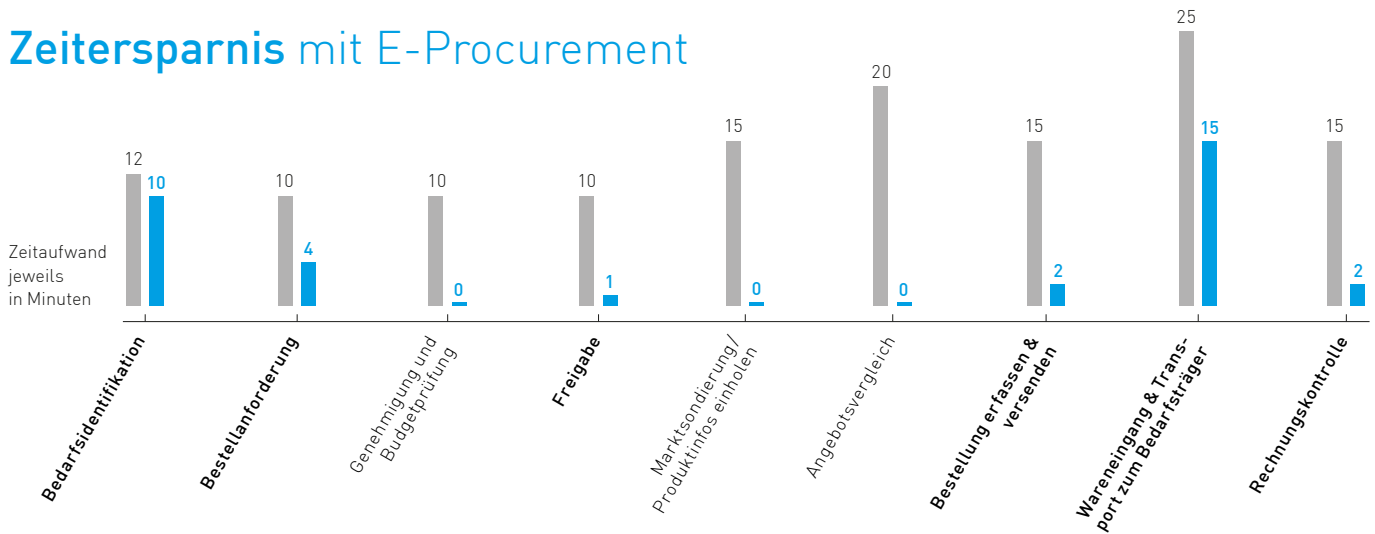 Zeitersparnis mit E-Procurement
Zeitaufwand
jeweils
in Minuten
12
10
10
4
10
0
10
1
15
0
20
0
15
2
25
15
15
2
Bedarfsidentifikation
Bestellanforderung
Genehmigung und
Budgetprüfung
Freigabe
Marktsondierung/
Produktinfos einholen
Angebotsvergleich
Bestellung erfassen &
versenden
Wareneingang & Trans-
port zum Bedarfsträger
Rechnungskontrolle